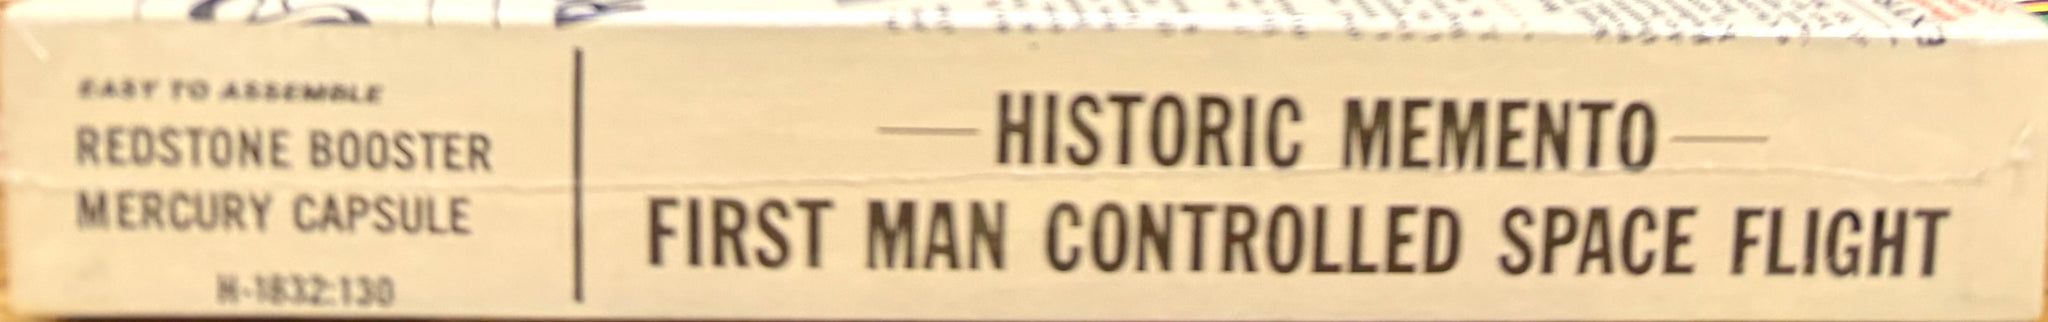 EASY TO ASSEMBLE
REDSTONE BOOSTER
MERCURY CAPSULE
H-1832:130
—HISTORIC MEMENTO—
FIRST MAN CONTROLLED SPACE FLIGHT